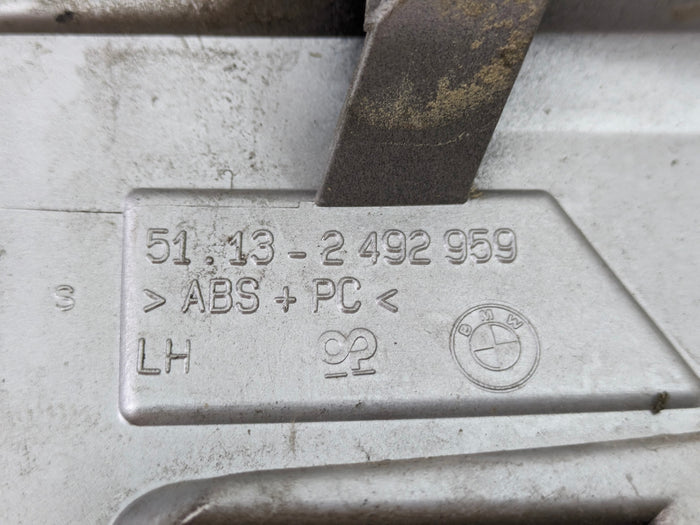 51.13-2 492 959
S
> ABS + PC <
LH
BMW